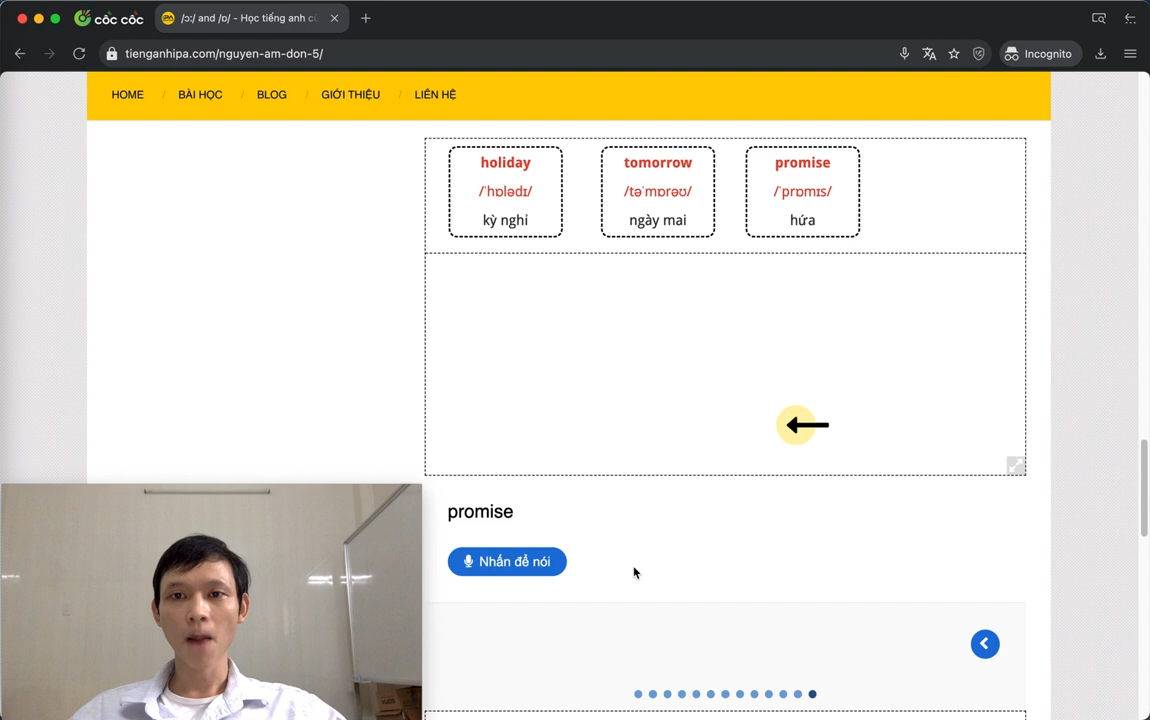 cốc cốc
/ɔ:/ and /ɒ/ - Học tiếng anh cù
tienganhipa.com/nguyen-am-don-5/
Incognito
HOME / BÀI HỌC / BLOG / GIỚI THIỆU / LIÊN HỆ
holiday
/ˈhɒlədɪ/
kỳ nghỉ
tomorrow
/təˈmɒrəʊ/
ngày mai
promise
/ˈprɒmɪs/
hứa
promise
Nhấn để nói